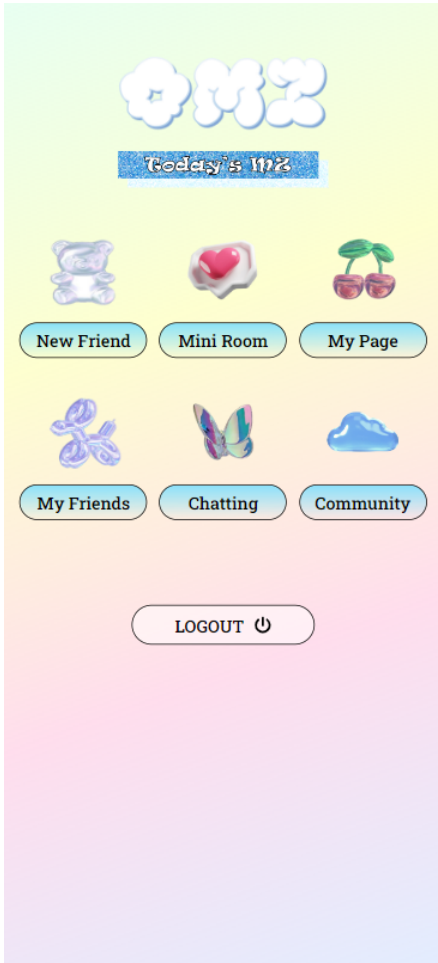 OMZ
Today's MZ
New Friend Mini Room My Page
My Friends Chatting Community
LOGOUT